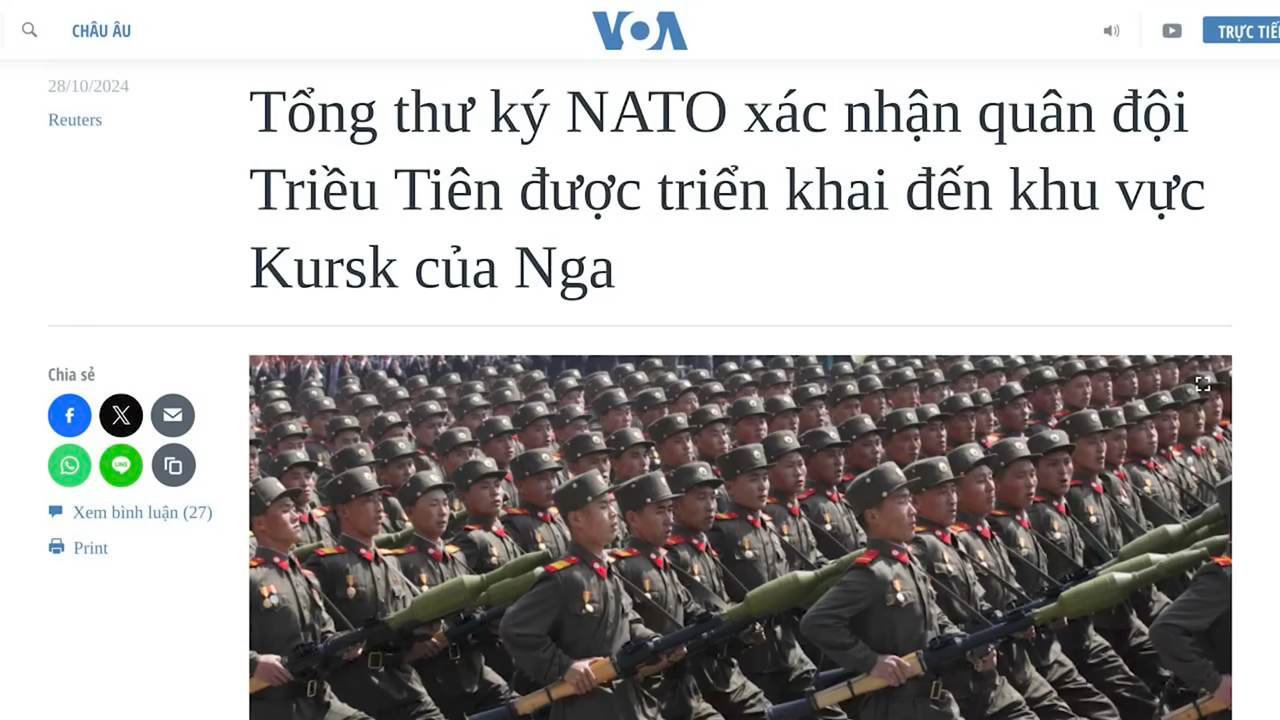 CHÂU ÂU
VOA
TRỰC TIẾ
28/10/2024
Reuters
Tổng thư ký NATO xác nhận quân đội
Triều Tiên được triển khai đến khu vực
Kursk của Nga
Chia sẻ
LINE
Xem bình luận (27)
Print